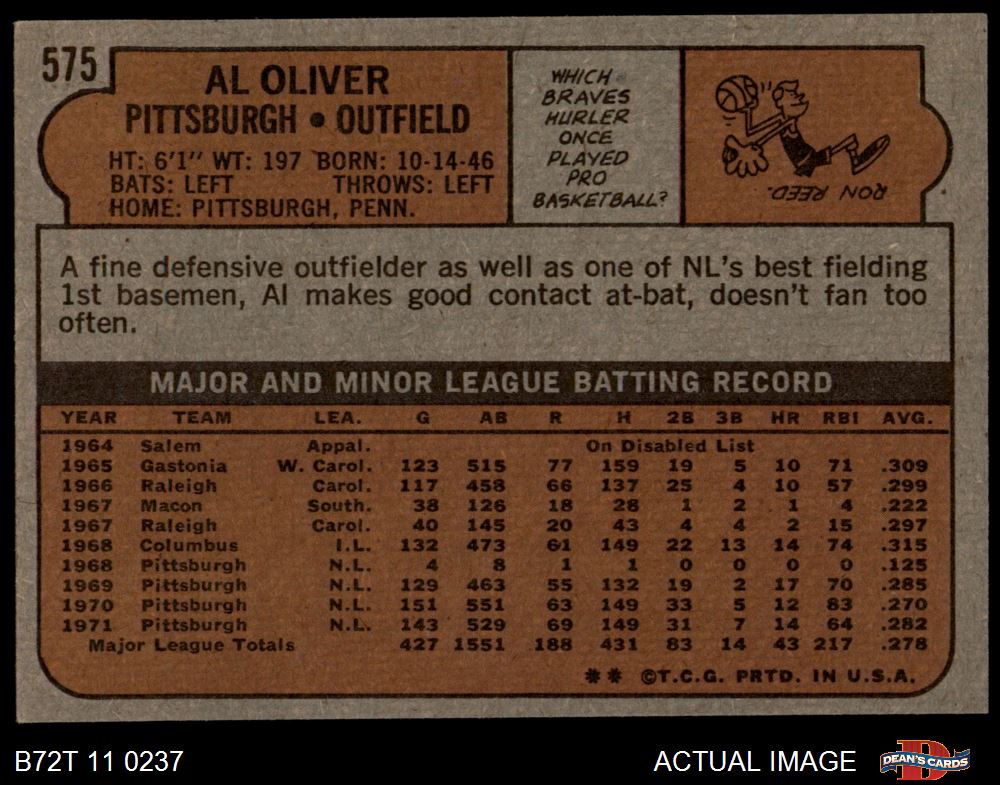 575
AL OLIVER
PITTSBURGH • OUTFIELD
HT: 6'1" WT: 197 BORN: 10-14-46
BATS: LEFT THROWS: LEFT
HOME: PITTSBURGH, PENN.
WHICH
BRAVES
HURLER
ONCE
PLAYED
PRO
BASKETBALL?
RON REED.
A fine defensive outfielder as well as one of NL's best fielding
1st basemen, Al makes good contact at-bat, doesn't fan too
often.
MAJOR AND MINOR LEAGUE BATTING RECORD
YEAR TEAM LEA. G AB R H 2B 3B HR RBI AVG.
1964 Salem Appal. On Disabled List
1965 Gastonia W. Carol. 123 515 77 159 19 5 10 71 .309
1966 Raleigh Carol. 117 458 66 137 25 4 10 57 .299
1967 Macon South. 38 126 18 28 1 2 1 4 .222
1967 Raleigh Carol. 40 145 20 43 4 4 2 15 .297
1968 Columbus I.L. 132 473 61 149 22 13 14 74 .315
1968 Pittsburgh N.L. 4 8 1 1 0 0 0 0 .125
1969 Pittsburgh N.L. 129 463 55 132 19 2 17 70 .285
1970 Pittsburgh N.L. 151 551 63 149 33 5 12 83 .270
1971 Pittsburgh N.L. 143 529 69 149 31 7 14 64 .282
Major League Totals 427 1551 188 431 83 14 43 217 .278
** ©T.C.G. PRTD. IN U.S.A.
B72T 11 0237
ACTUAL IMAGE
D
DEAN'S CARDS